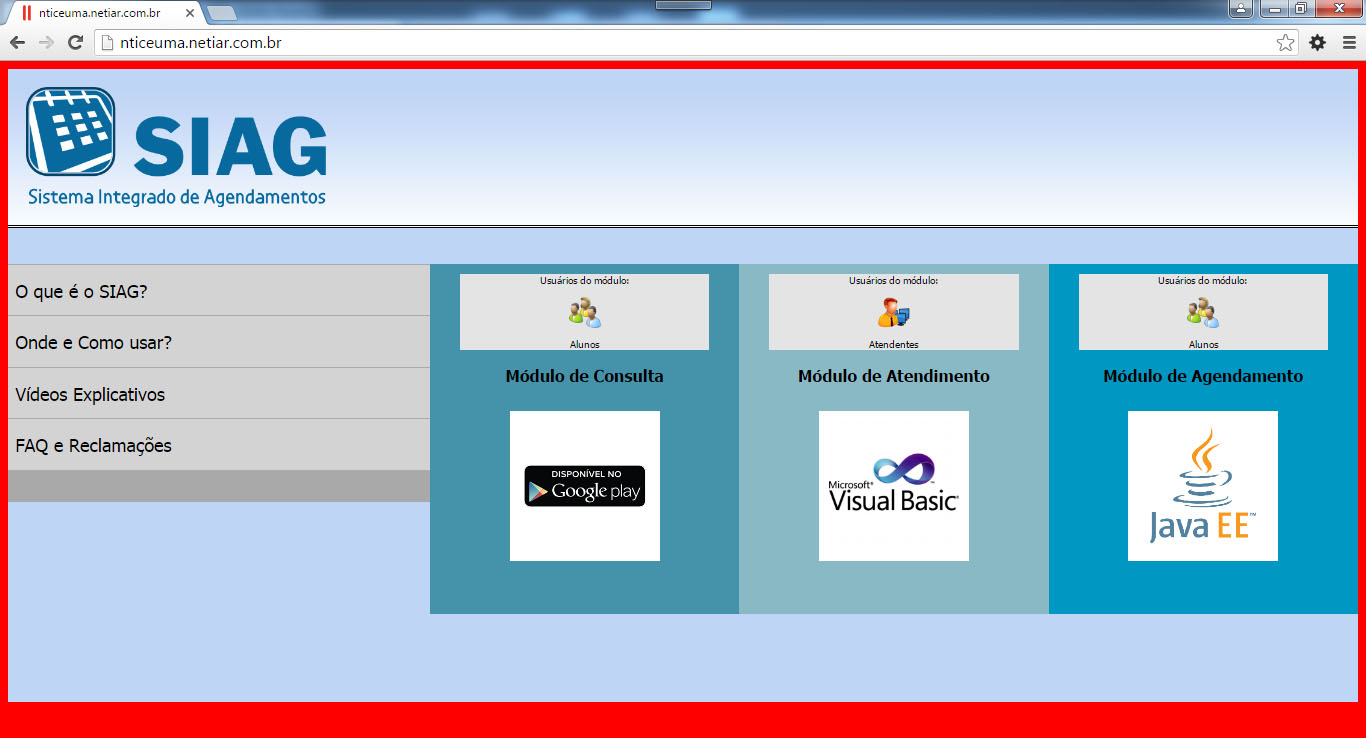 nticeuma.netiar.com.br
nticeuma.netiar.com.br
SIAG
Sistema Integrado de Agendamentos
O que é o SIAG?
Onde e Como usar?
Vídeos Explicativos
FAQ e Reclamações
Usuários do módulo:
Alunos
Módulo de Consulta
DISPONÍVEL NO
Google play
Usuários do módulo:
Atendentes
Módulo de Atendimento
Microsoft®
Visual Basic
Usuários do módulo:
Alunos
Módulo de Agendamento
Java EE™